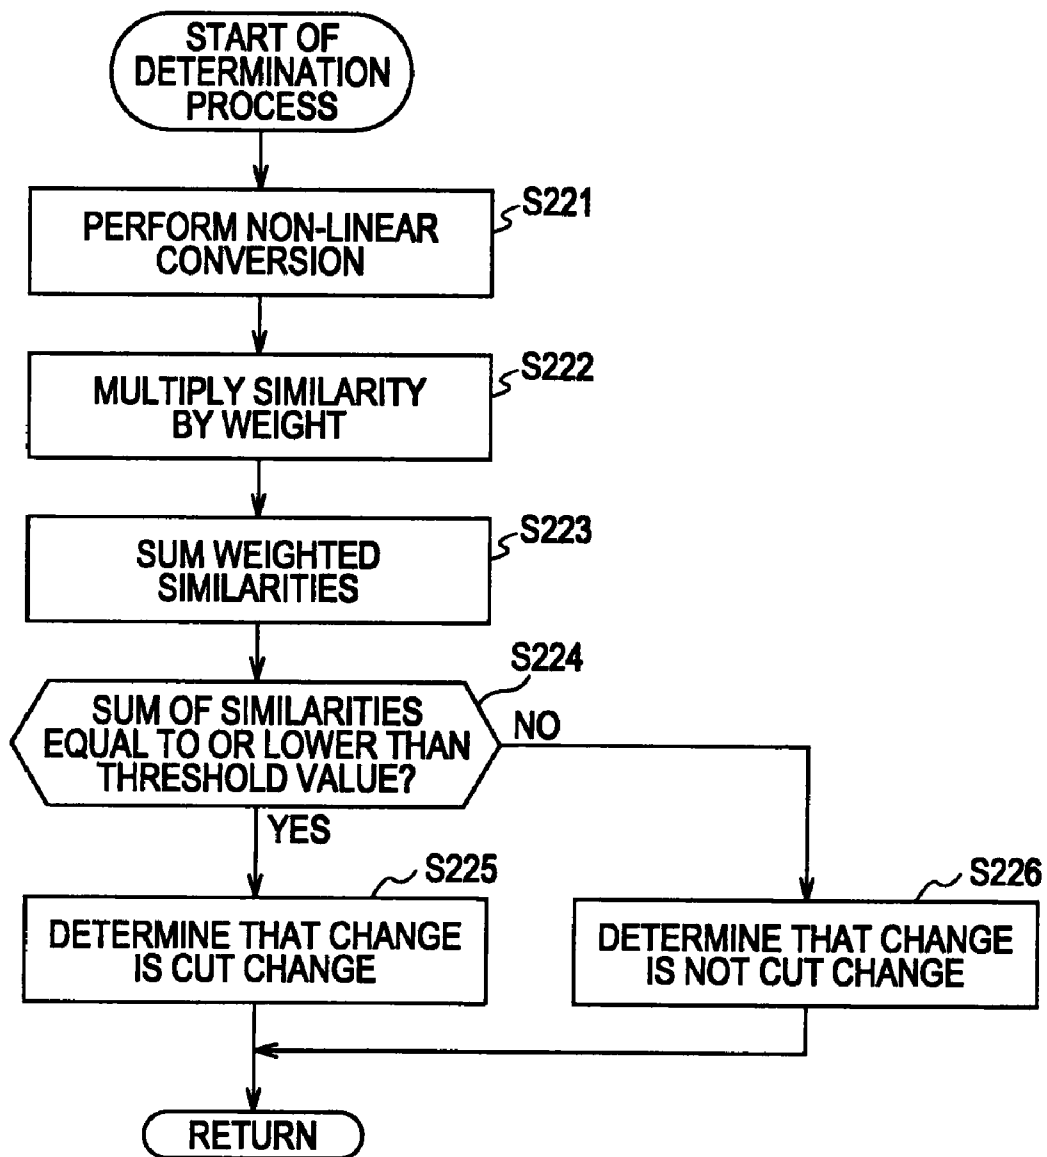 START OF
DETERMINATION
PROCESS
S221
PERFORM NON-LINEAR
CONVERSION
S222
MULTIPLY SIMILARITY
BY WEIGHT
S223
SUM WEIGHTED
SIMILARITIES
S224
SUM OF SIMILARITIES
EQUAL TO OR LOWER THAN
THRESHOLD VALUE?
NO
YES
S225
DETERMINE THAT CHANGE
IS CUT CHANGE
S226
DETERMINE THAT CHANGE
IS NOT CUT CHANGE
RETURN